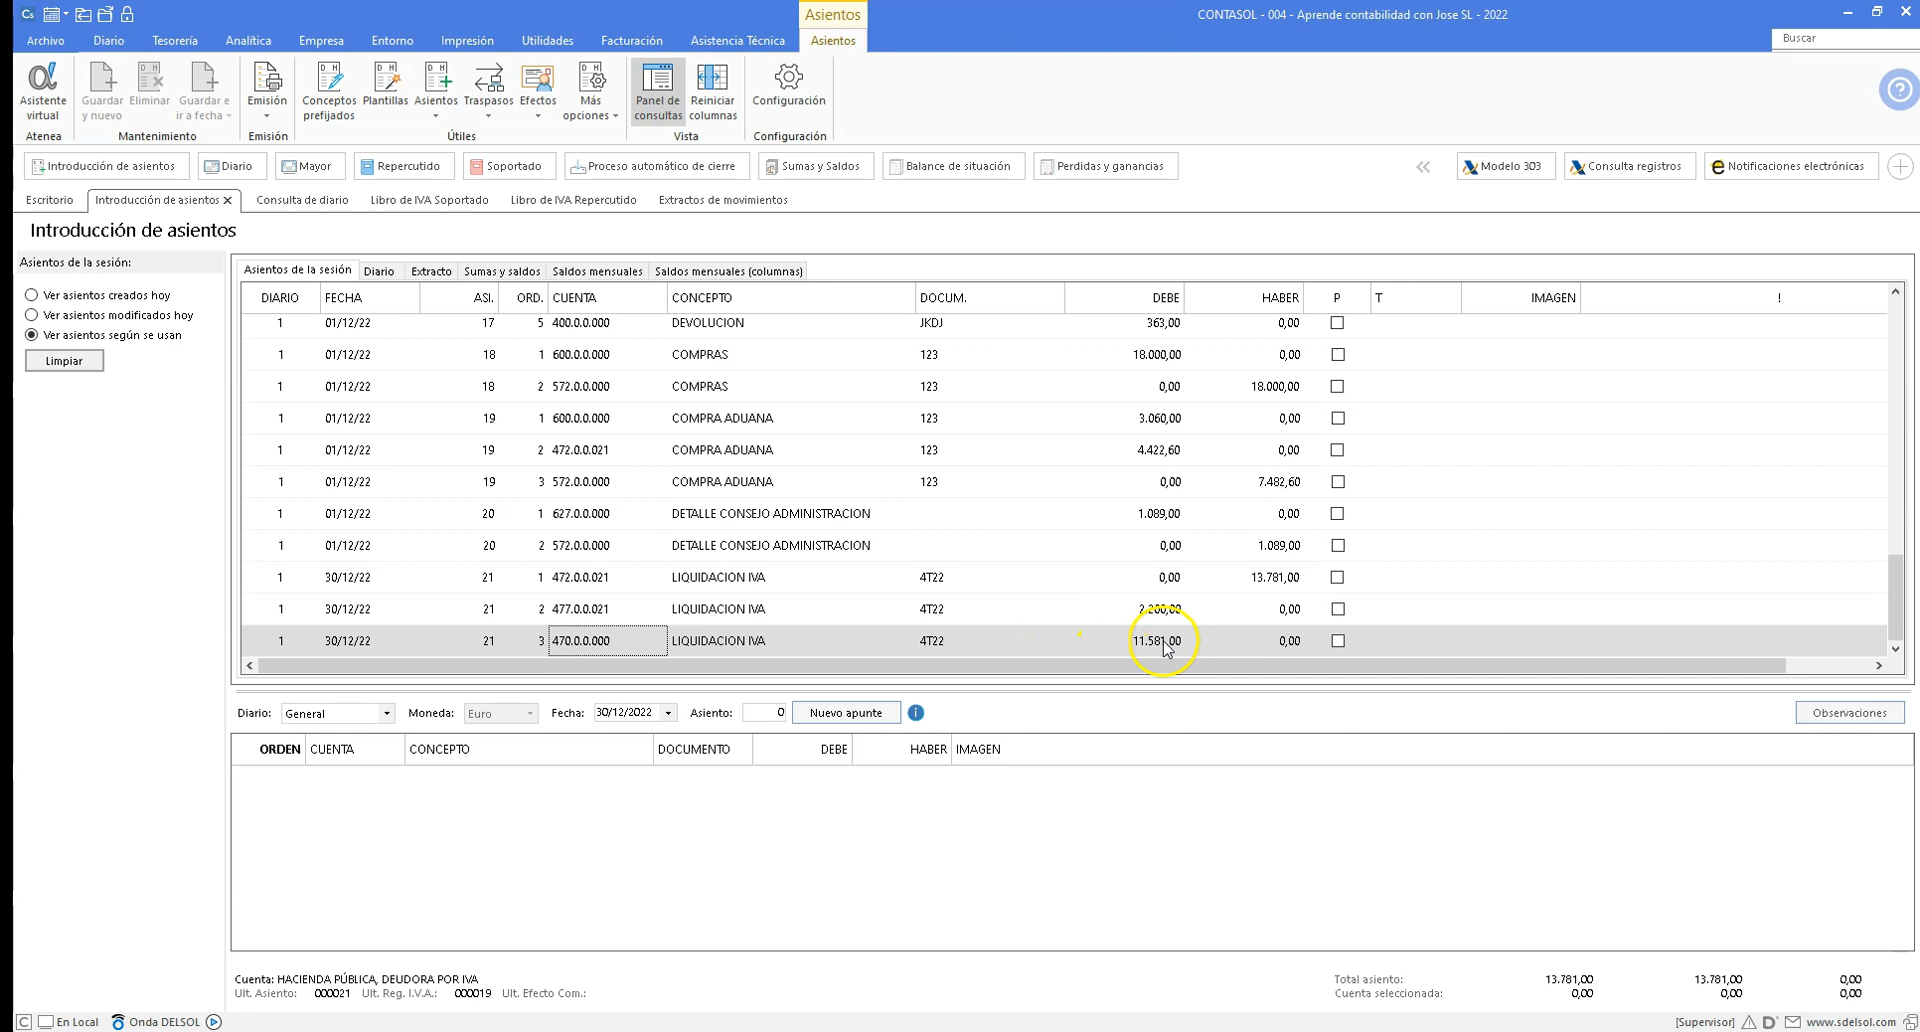 Cs Asientos CONTASOL - 004 - Aprende contabilidad con Jose SL - 2022
Archivo Diario Tesorería Analítica Empresa Entorno Impresión Utilidades Facturación Asistencia Técnica Asientos Buscar
Asistente virtual Guardar y nuevo Eliminar Guardar e ir a fecha Emisión Conceptos prefijados Plantillas Asientos Traspasos Efectos Más opciones Panel de consultas Reiniciar columnas Configuración
Atenea Mantenimiento Emisión Útiles Vista Configuración
Introducción de asientos Diario Mayor Repercutido Soportado Proceso automático de cierre Sumas y Saldos Balance de situación Perdidas y ganancias Modelo 303 Consulta registros Notificaciones electrónicas
Escritorio Introducción de asientos Consulta de diario Libro de IVA Soportado Libro de IVA Repercutido Extractos de movimientos
Introducción de asientos
Asientos de la sesión:
Ver asientos creados hoy
Ver asientos modificados hoy
Ver asientos según se usan
Limpiar
Asientos de la sesión Diario Extracto Sumas y saldos Saldos mensuales Saldos mensuales (columnas)
DIARIO FECHA ASI. ORD. CUENTA CONCEPTO DOCUM. DEBE HABER P T IMAGEN !
1 01/12/22 17 5 400.0.0.000 DEVOLUCION JKDJ 363,00 0,00
1 01/12/22 18 1 600.0.0.000 COMPRAS 123 18.000,00 0,00
1 01/12/22 18 2 572.0.0.000 COMPRAS 123 0,00 18.000,00
1 01/12/22 19 1 600.0.0.000 COMPRA ADUANA 123 3.060,00 0,00
1 01/12/22 19 2 472.0.0.021 COMPRA ADUANA 123 4.422,60 0,00
1 01/12/22 19 3 572.0.0.000 COMPRA ADUANA 123 0,00 7.482,60
1 01/12/22 20 1 627.0.0.000 DETALLE CONSEJO ADMINISTRACION 1.089,00 0,00
1 01/12/22 20 2 572.0.0.000 DETALLE CONSEJO ADMINISTRACION 0,00 1.089,00
1 30/12/22 21 1 472.0.0.021 LIQUIDACION IVA 4T22 0,00 13.781,00
1 30/12/22 21 2 477.0.0.021 LIQUIDACION IVA 4T22 2.200,00 0,00
1 30/12/22 21 3 470.0.0.000 LIQUIDACION IVA 4T22 11.581,00 0,00
Diario: General Moneda: Euro Fecha: 30/12/2022 Asiento: 0 Nuevo apunte Observaciones
ORDEN CUENTA CONCEPTO DOCUMENTO DEBE HABER IMAGEN
Cuenta: HACIENDA PÚBLICA, DEUDORA POR IVA Total asiento: 13.781,00 13.781,00 0,00
Ult. Asiento: 000021 Ult. Reg. I.V.A.: 000019 Ult. Efecto Com.: Cuenta seleccionada: 0,00 0,00 0,00
C En Local Onda DELSOL [Supervisor] D www.sdelsol.com